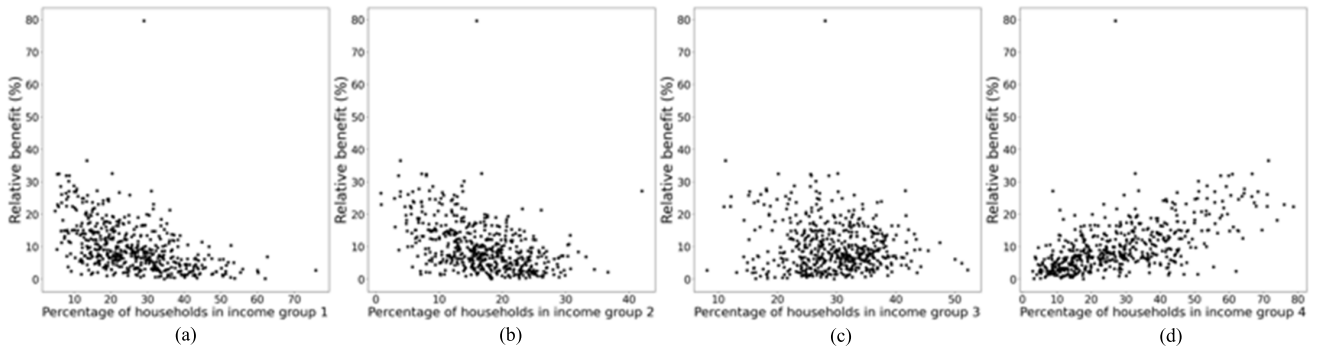 80
70
60
50
40
30
20
10
0
Relative benefit (%)
10 20 30 40 50 60 70
Percentage of households in income group 1
(a)
80
70
60
50
40
30
20
10
0
Relative benefit (%)
0 10 20 30 40
Percentage of households in income group 2
(b)
80
70
60
50
40
30
20
10
0
Relative benefit (%)
10 20 30 40 50
Percentage of households in income group 3
(c)
80
70
60
50
40
30
20
10
0
Relative benefit (%)
0 10 20 30 40 50 60 70 80
Percentage of households in income group 4
(d)